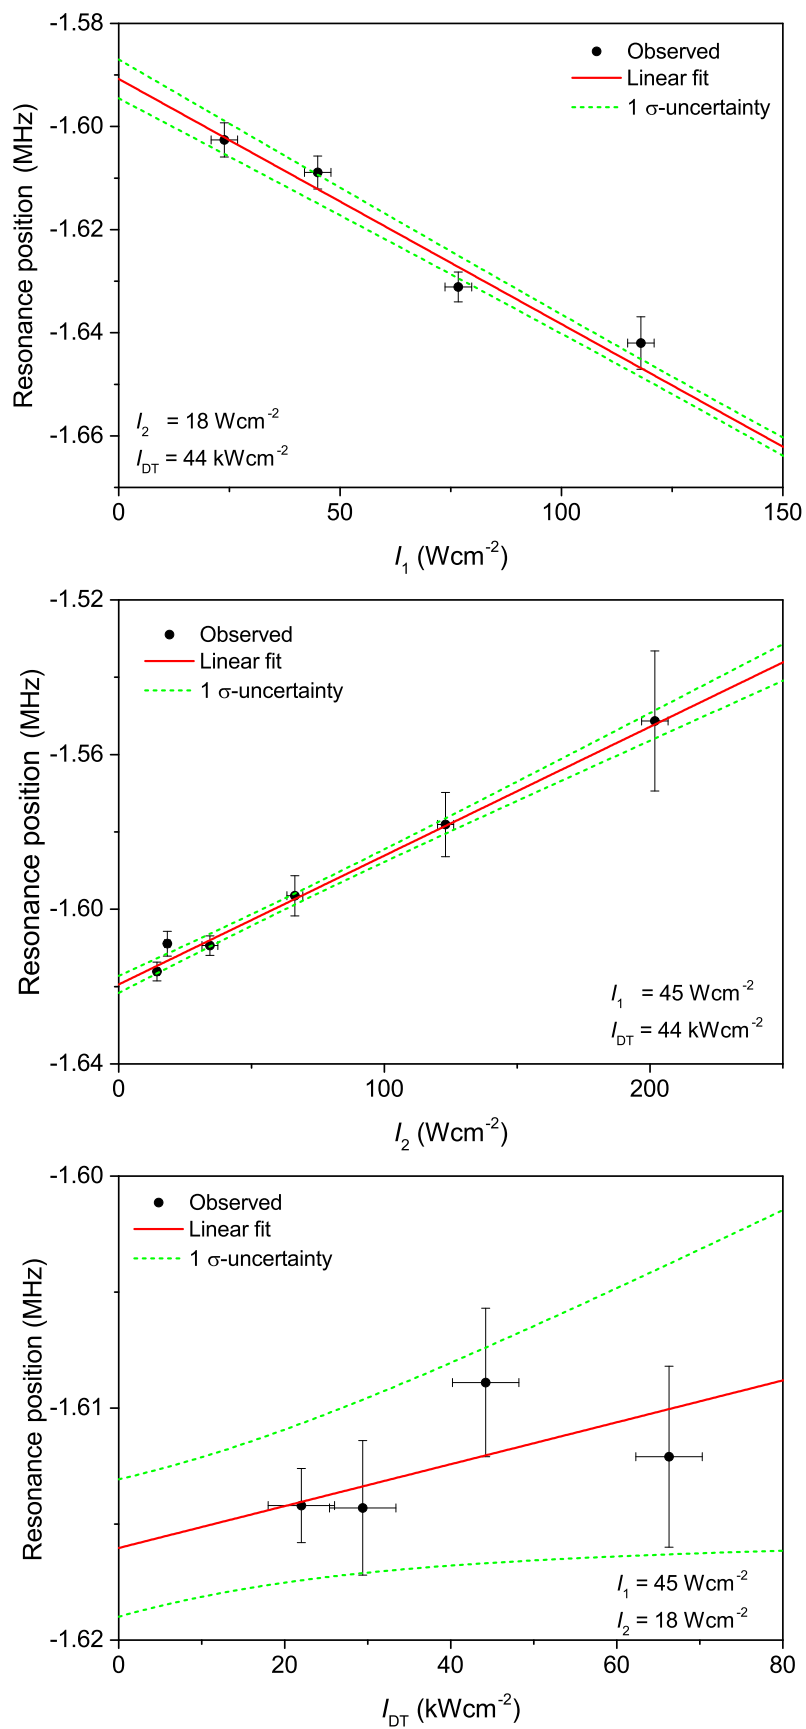 -1.58
-1.60
-1.62
-1.64
-1.66
Resonance position (MHz)
Observed
Linear fit
1 σ-uncertainty
I₂ = 18 Wcm⁻²
I_DT = 44 kWcm⁻²
0 50 100 150
I₁ (Wcm⁻²)
-1.52
-1.56
-1.60
-1.64
Resonance position (MHz)
Observed
Linear fit
1 σ-uncertainty
I₁ = 45 Wcm⁻²
I_DT = 44 kWcm⁻²
0 100 200
I₂ (Wcm⁻²)
-1.60
-1.61
-1.62
Resonance position (MHz)
Observed
Linear fit
1 σ-uncertainty
I₁ = 45 Wcm⁻²
I₂ = 18 Wcm⁻²
0 20 40 60 80
I_DT (kWcm⁻²)